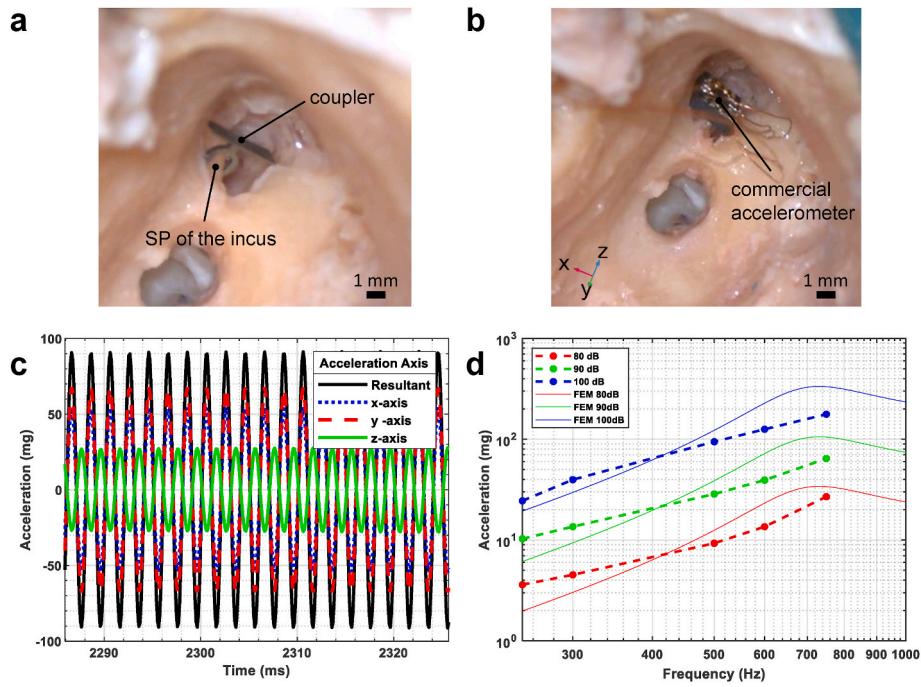 a
coupler
SP of the incus
1 mm
b
commercial
accelerometer
x
z
y
1 mm
c
Acceleration (mg)
100
50
0
-50
-100
2290
2300
2310
2320
Time (ms)
Acceleration Axis
Resultant
x-axis
y -axis
z-axis
d
Acceleration (mg)
10³
10²
10¹
10⁰
300
400
500
600
700
800
900
1000
Frequency (Hz)
80 dB
90 dB
100 dB
FEM 80dB
FEM 90dB
FEM 100dB